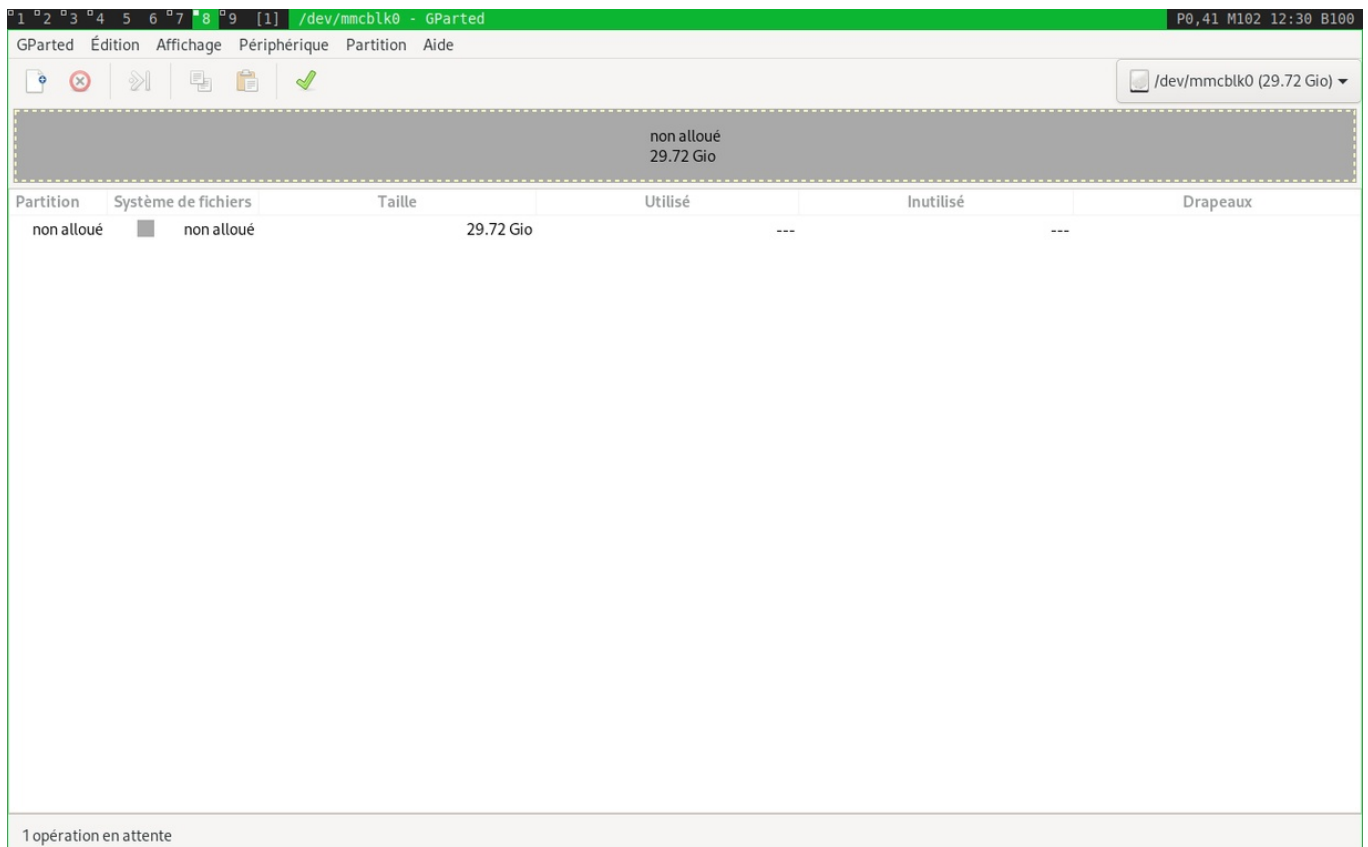 1 2 3 4 5 6 7 8 9 [1] /dev/mmcblk0 - GParted P0,41 M102 12:30 B100
GParted Édition Affichage Périphérique Partition Aide
/dev/mmcblk0 (29.72 Gio)
non alloué
29.72 Gio
Partition Système de fichiers Taille Utilisé Inutilisé Drapeaux
non alloué non alloué 29.72 Gio --- ---
1 opération en attente